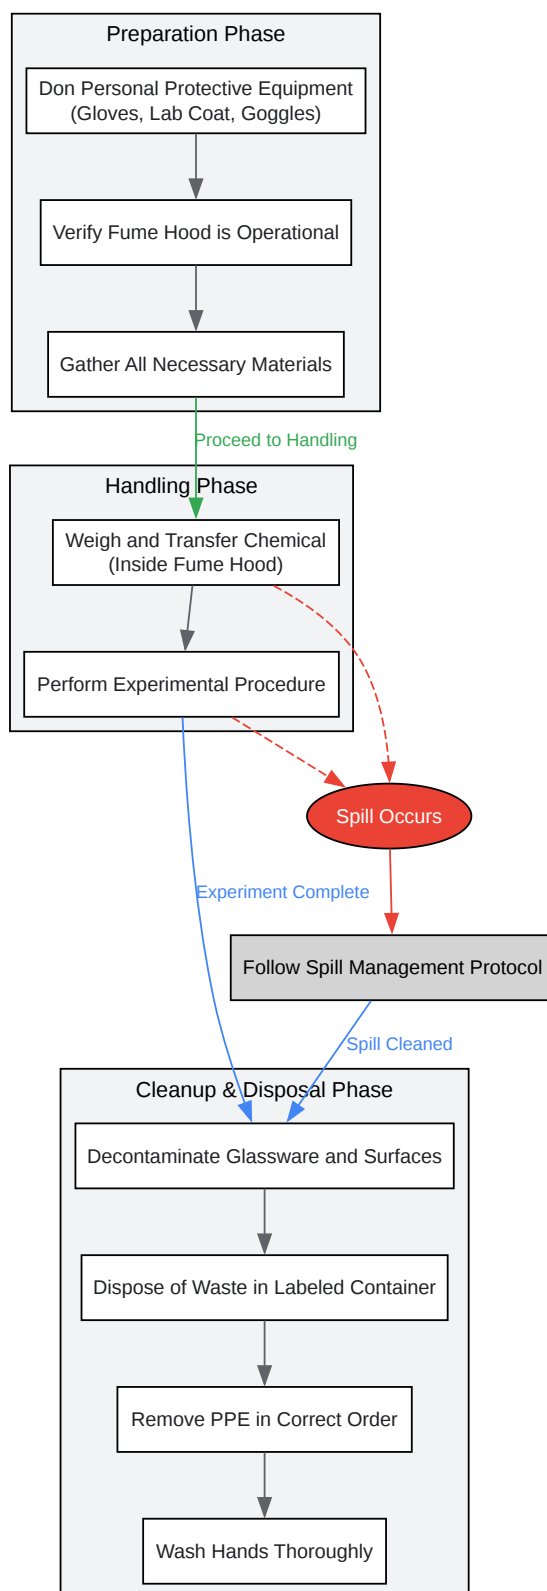 Preparation Phase
Don Personal Protective Equipment
(Gloves, Lab Coat, Goggles)
Verify Fume Hood is Operational
Gather All Necessary Materials
Proceed to Handling
Handling Phase
Weigh and Transfer Chemical
(Inside Fume Hood)
Perform Experimental Procedure
Spill Occurs
Experiment Complete
Follow Spill Management Protocol
Spill Cleaned
Cleanup & Disposal Phase
Decontaminate Glassware and Surfaces
Dispose of Waste in Labeled Container
Remove PPE in Correct Order
Wash Hands Thoroughly